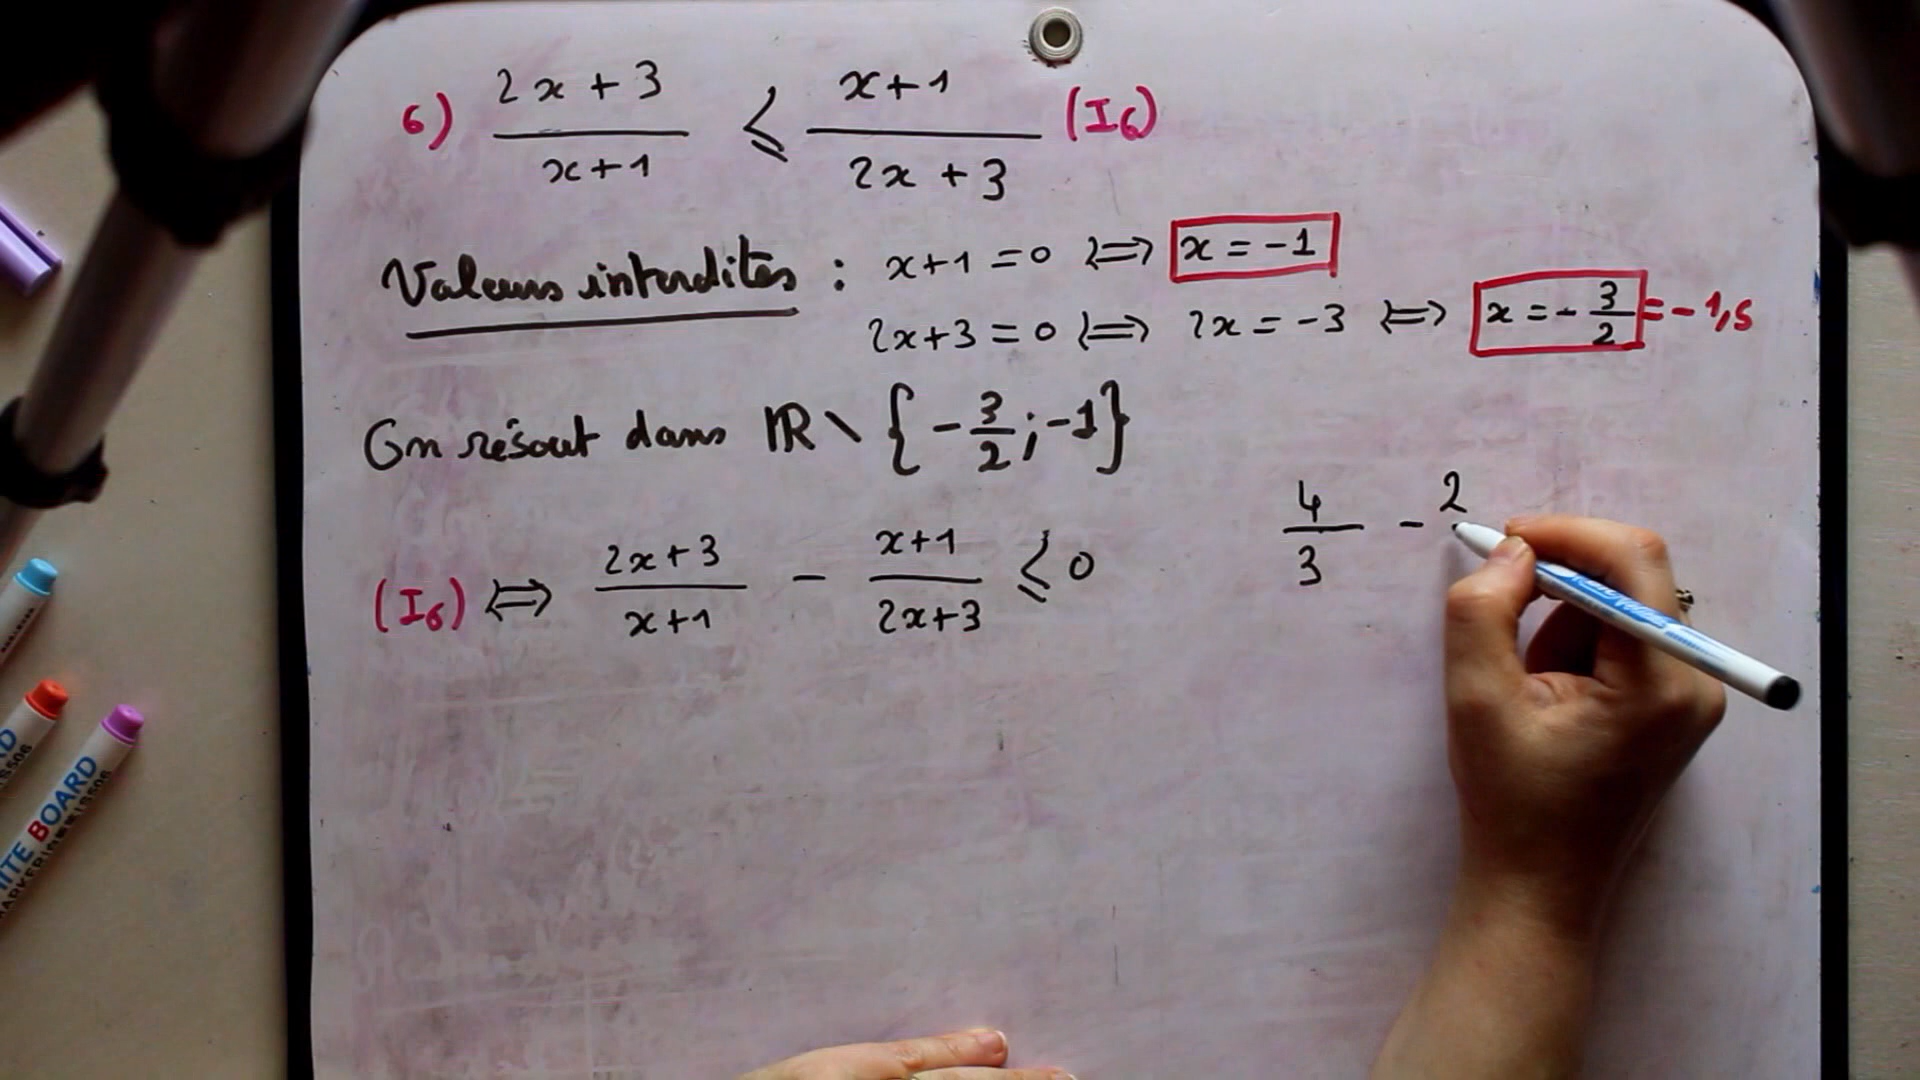 6) (2x+3)/(x+1) ⩽ (x+1)/(2x+3) (I6)
Valeurs interdites : x+1=0 ⟺ x=-1
2x+3=0 ⟺ 2x=-3 ⟺ x=-3/2 =-1,5
On résout dans ℝ \ {-3/2 ; -1}
(I6) ⟺ (2x+3)/(x+1) - (x+1)/(2x+3) ⩽ 0
4/3 - 2
WHITE BOARD